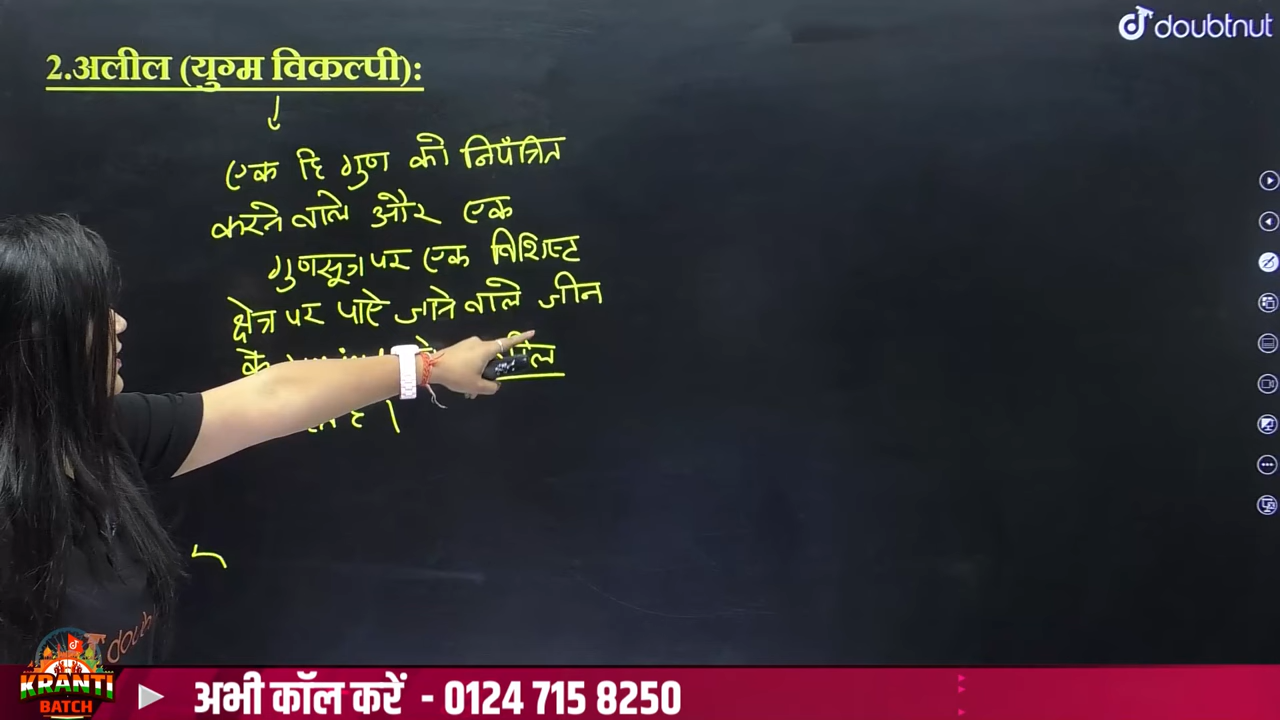 doubtnut
2.अलील (युग्म विकल्पी):
एक हि गुण को नियंत्रित
करने वाले और एक
गुणसूत्र पर एक विशिष्ट
क्षेत्र पर पाऐ जाने वाले जीन
के
है।
doub
KRANTI
BATCH
अभी कॉल करें - 0124 715 8250